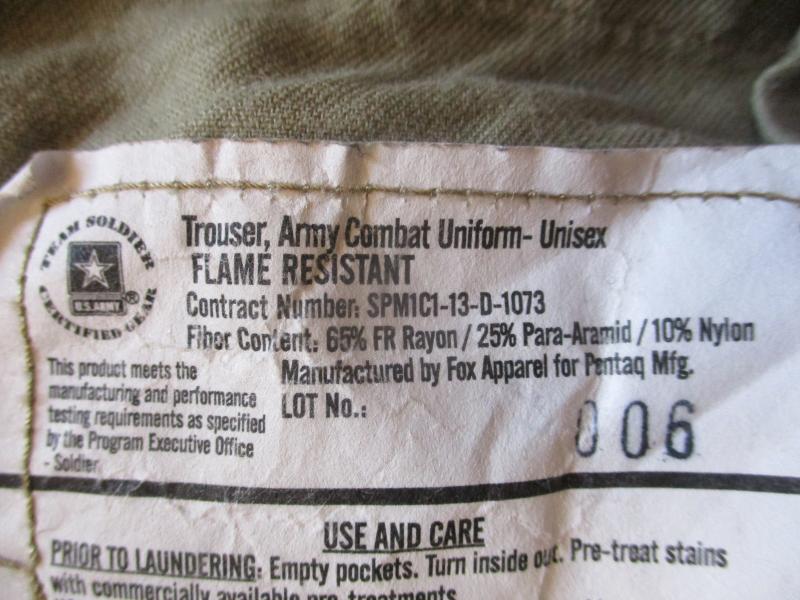 TEAM SOLDIER
U.S. ARMY
®
CERTIFIED GEAR
Trouser, Army Combat Uniform- Unisex
FLAME RESISTANT
Contract Number: SPM1C1-13-D-1073
Fiber Content: 65% FR Rayon / 25% Para-Aramid / 10% Nylon
Manufactured by Fox Apparel for Pentaq Mfg.
LOT No.:
006
This product meets the
manufacturing and performance
testing requirements as specified
by the Program Executive Office
- Soldier
USE AND CARE
PRIOR TO LAUNDERING: Empty pockets. Turn inside out. Pre-treat stains
with commercially available pre-treatments.